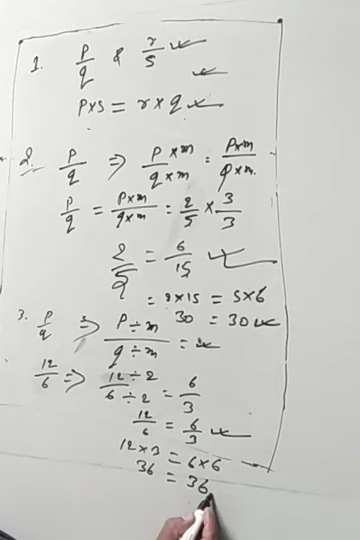 1. p/q & r/s
p×s = r×q
2. p/q ⇒ p×m/q×m = p×m/q×m
p/q = p×m/q×m = 2/5 × 3/3
2/5 = 6/15
= 2×15 = 5×6
30 = 30
3. p/q ⇒ p÷m/q÷m =
12/6 ⇒ 12÷2/6÷2 = 6/3
12/6 = 6/3
12×3 = 6×6
36 = 36